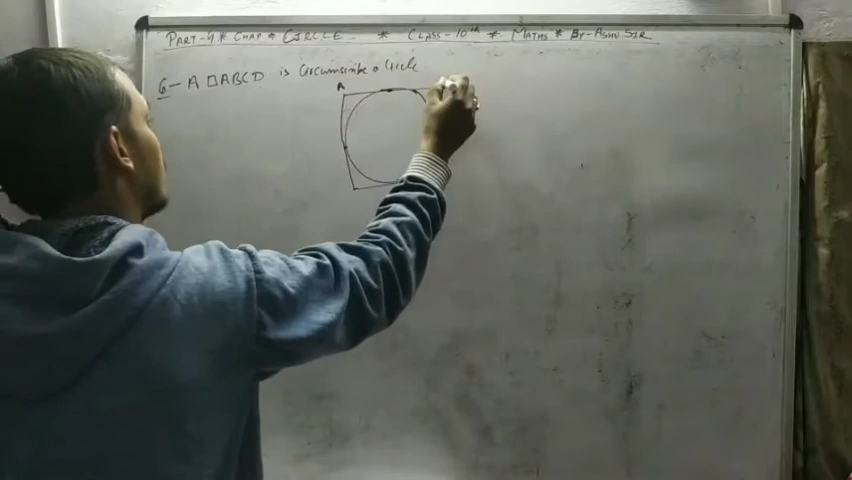 PART-4 * CHAP * CIRCLE * CLASS-10th * MATHS * BY-ASHU SIR
6- A □ABCD is Circumscribe a Circle
A